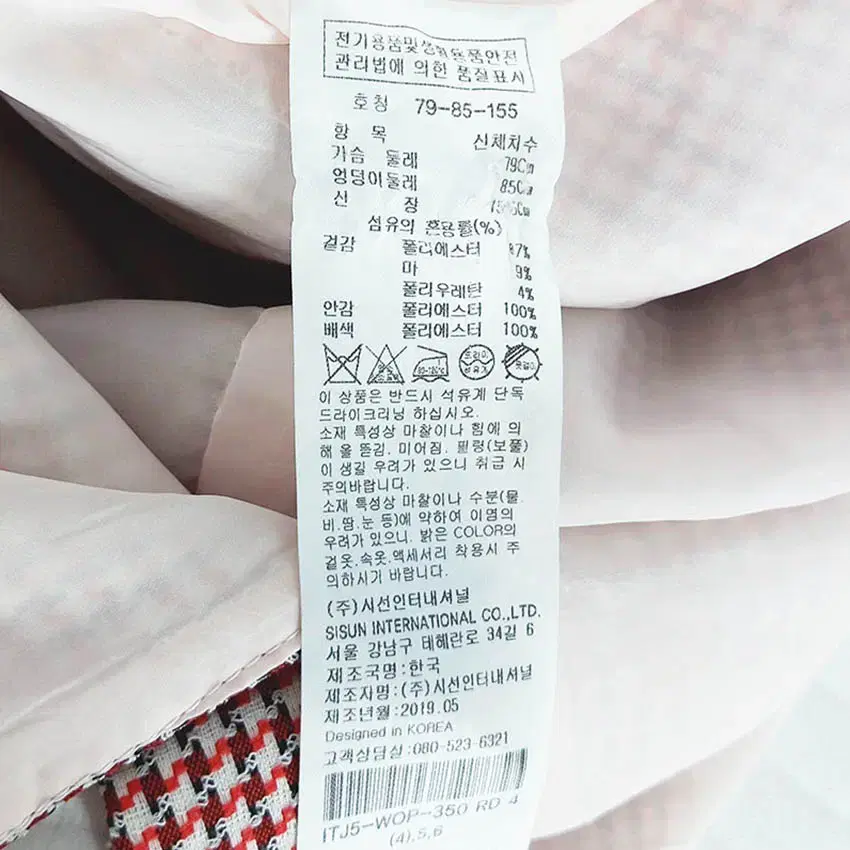 전기용품및생활용품안전
관리법에 의한 품질표시
호칭 79-85-155
항 목 신체치수
가슴 둘레 79Cm
엉덩이둘레 85Cm
신 장 155Cm
섬유의 혼용률(%)
겉감 폴리에스터 87%
마 9%
폴리우레탄 4%
안감 폴리에스터 100%
배색 폴리에스터 100%
80-120℃ 드라이 석유계 옷걸이
이 상품은 반드시 석유계 단독
드라이크리닝 하십시오.
소재 특성상 마찰이나 힘에 의
해 올 뜯김. 미어짐. 필링(보풀)
이 생길 우려가 있으니 취급 시
주의바랍니다.
소재 특성상 마찰이나 수분(물.
비.땀.눈 등)에 약하여 이염의
우려가 있으니. 밝은 COLOR의
겉옷.속옷.액세서리 착용시 주
의하시기 바랍니다.
(주)시선인터내셔널
SISUN INTERNATIONAL CO.,LTD.
서울 강남구 테헤란로 34길 6
제조국명:한국
제조자명:(주)시선인터내셔널
제조년월:2019.05
Designed in KOREA
고객상담실:080-523-6321
ITJ5-WOP-350 RD 4
(4),5,6